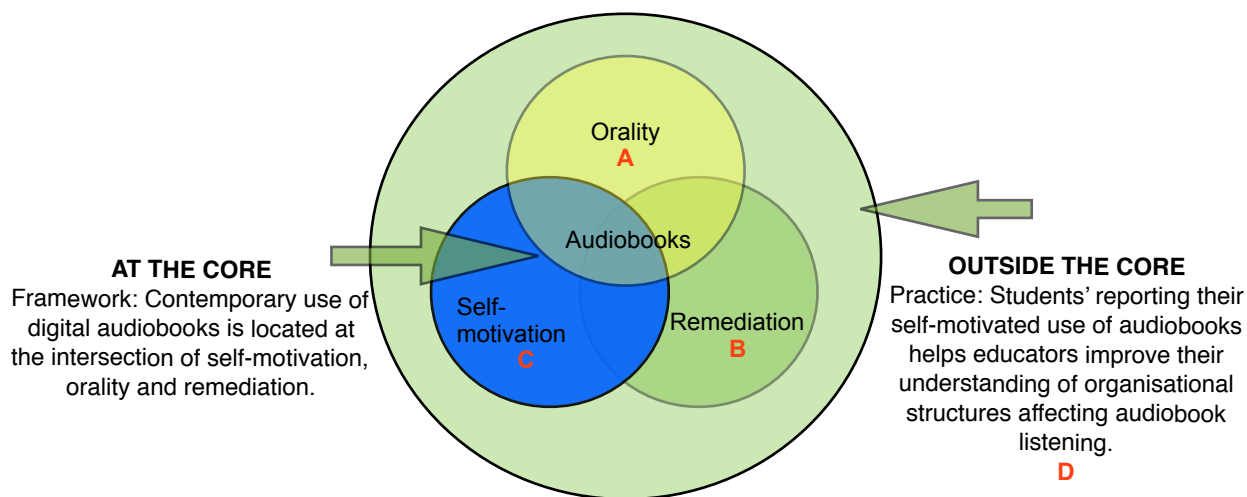 Orality
A
Audiobooks
Self-
motivation
C
Remediation
B
AT THE CORE
Framework: Contemporary use of
digital audiobooks is located at
the intersection of self-motivation,
orality and remediation.
OUTSIDE THE CORE
Practice: Students' reporting their
self-motivated use of audiobooks
helps educators improve their
understanding of organisational
structures affecting audiobook
listening.
D